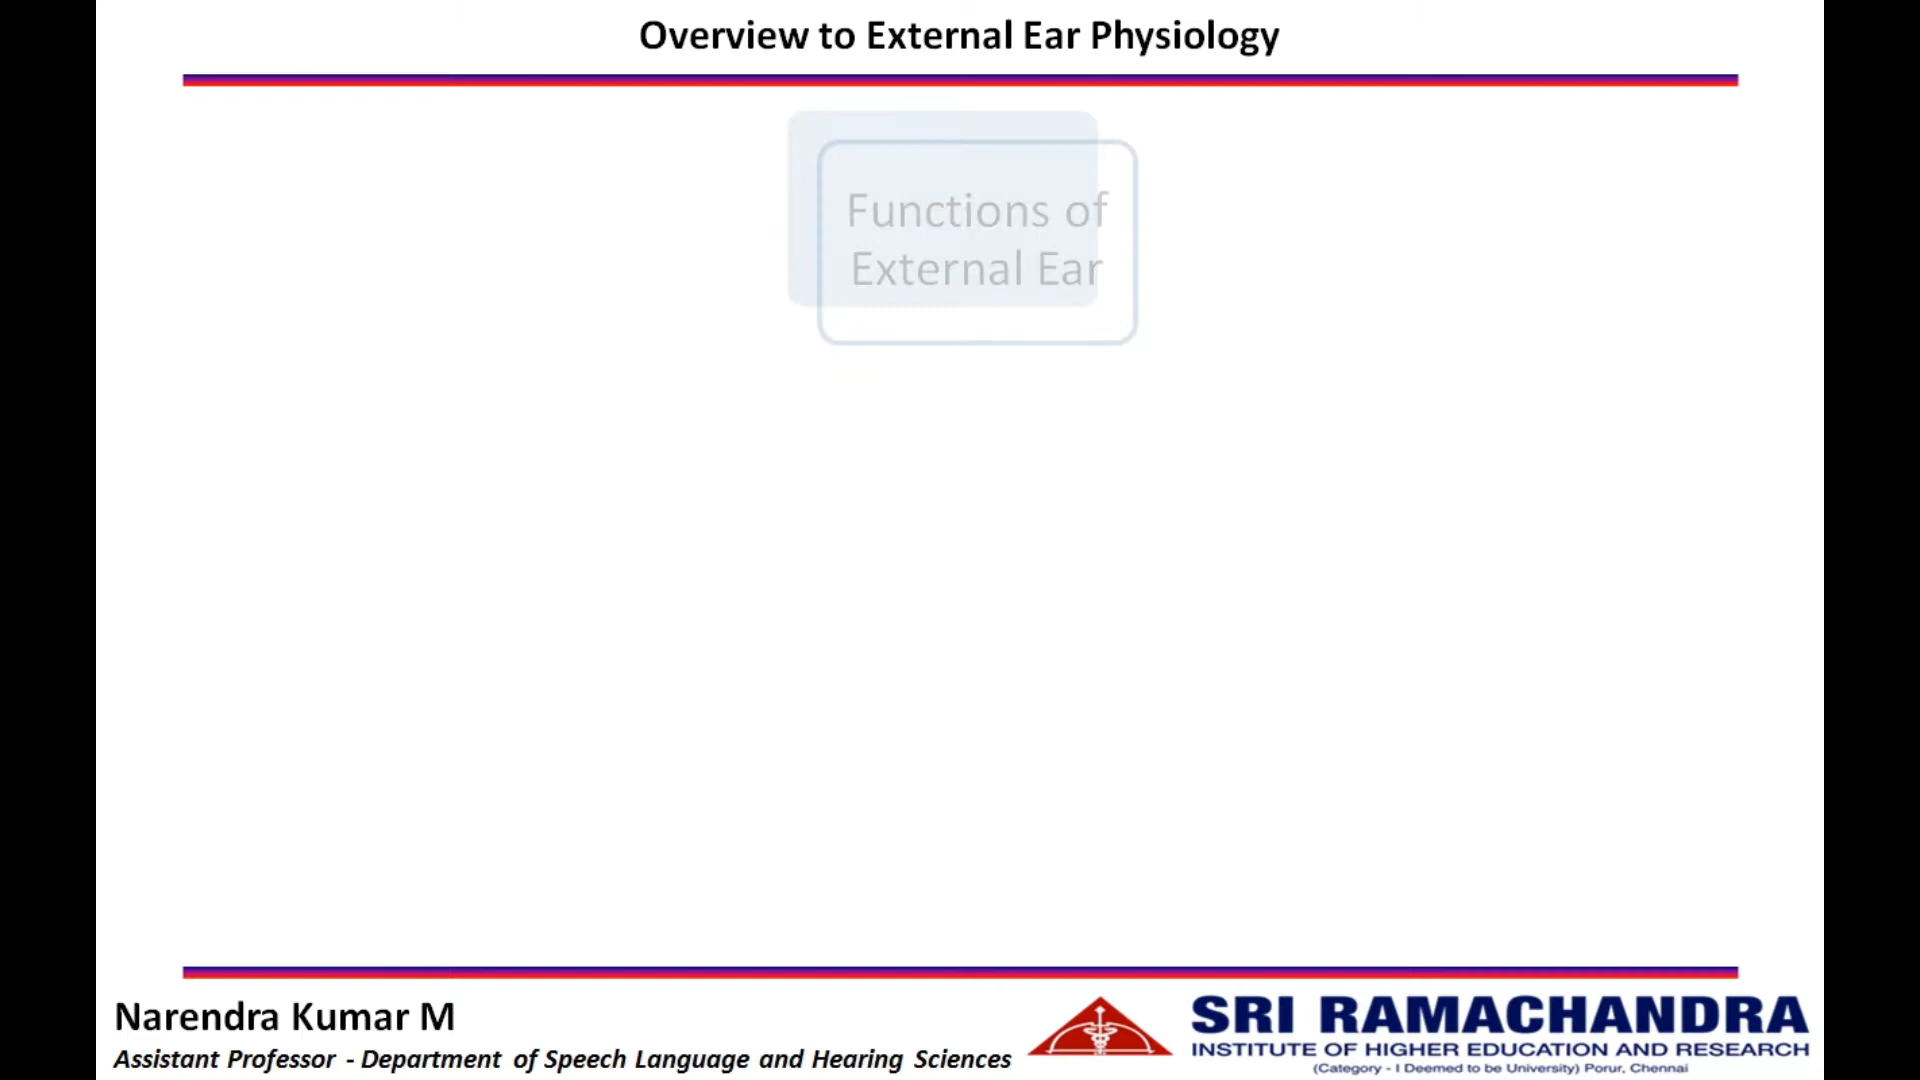 Overview to External Ear Physiology
Functions of
External Ear
Narendra Kumar M
Assistant Professor - Department of Speech Language and Hearing Sciences
SRI RAMACHANDRA
INSTITUTE OF HIGHER EDUCATION AND RESEARCH
(Category - I Deemed to be University) Porur, Chennai